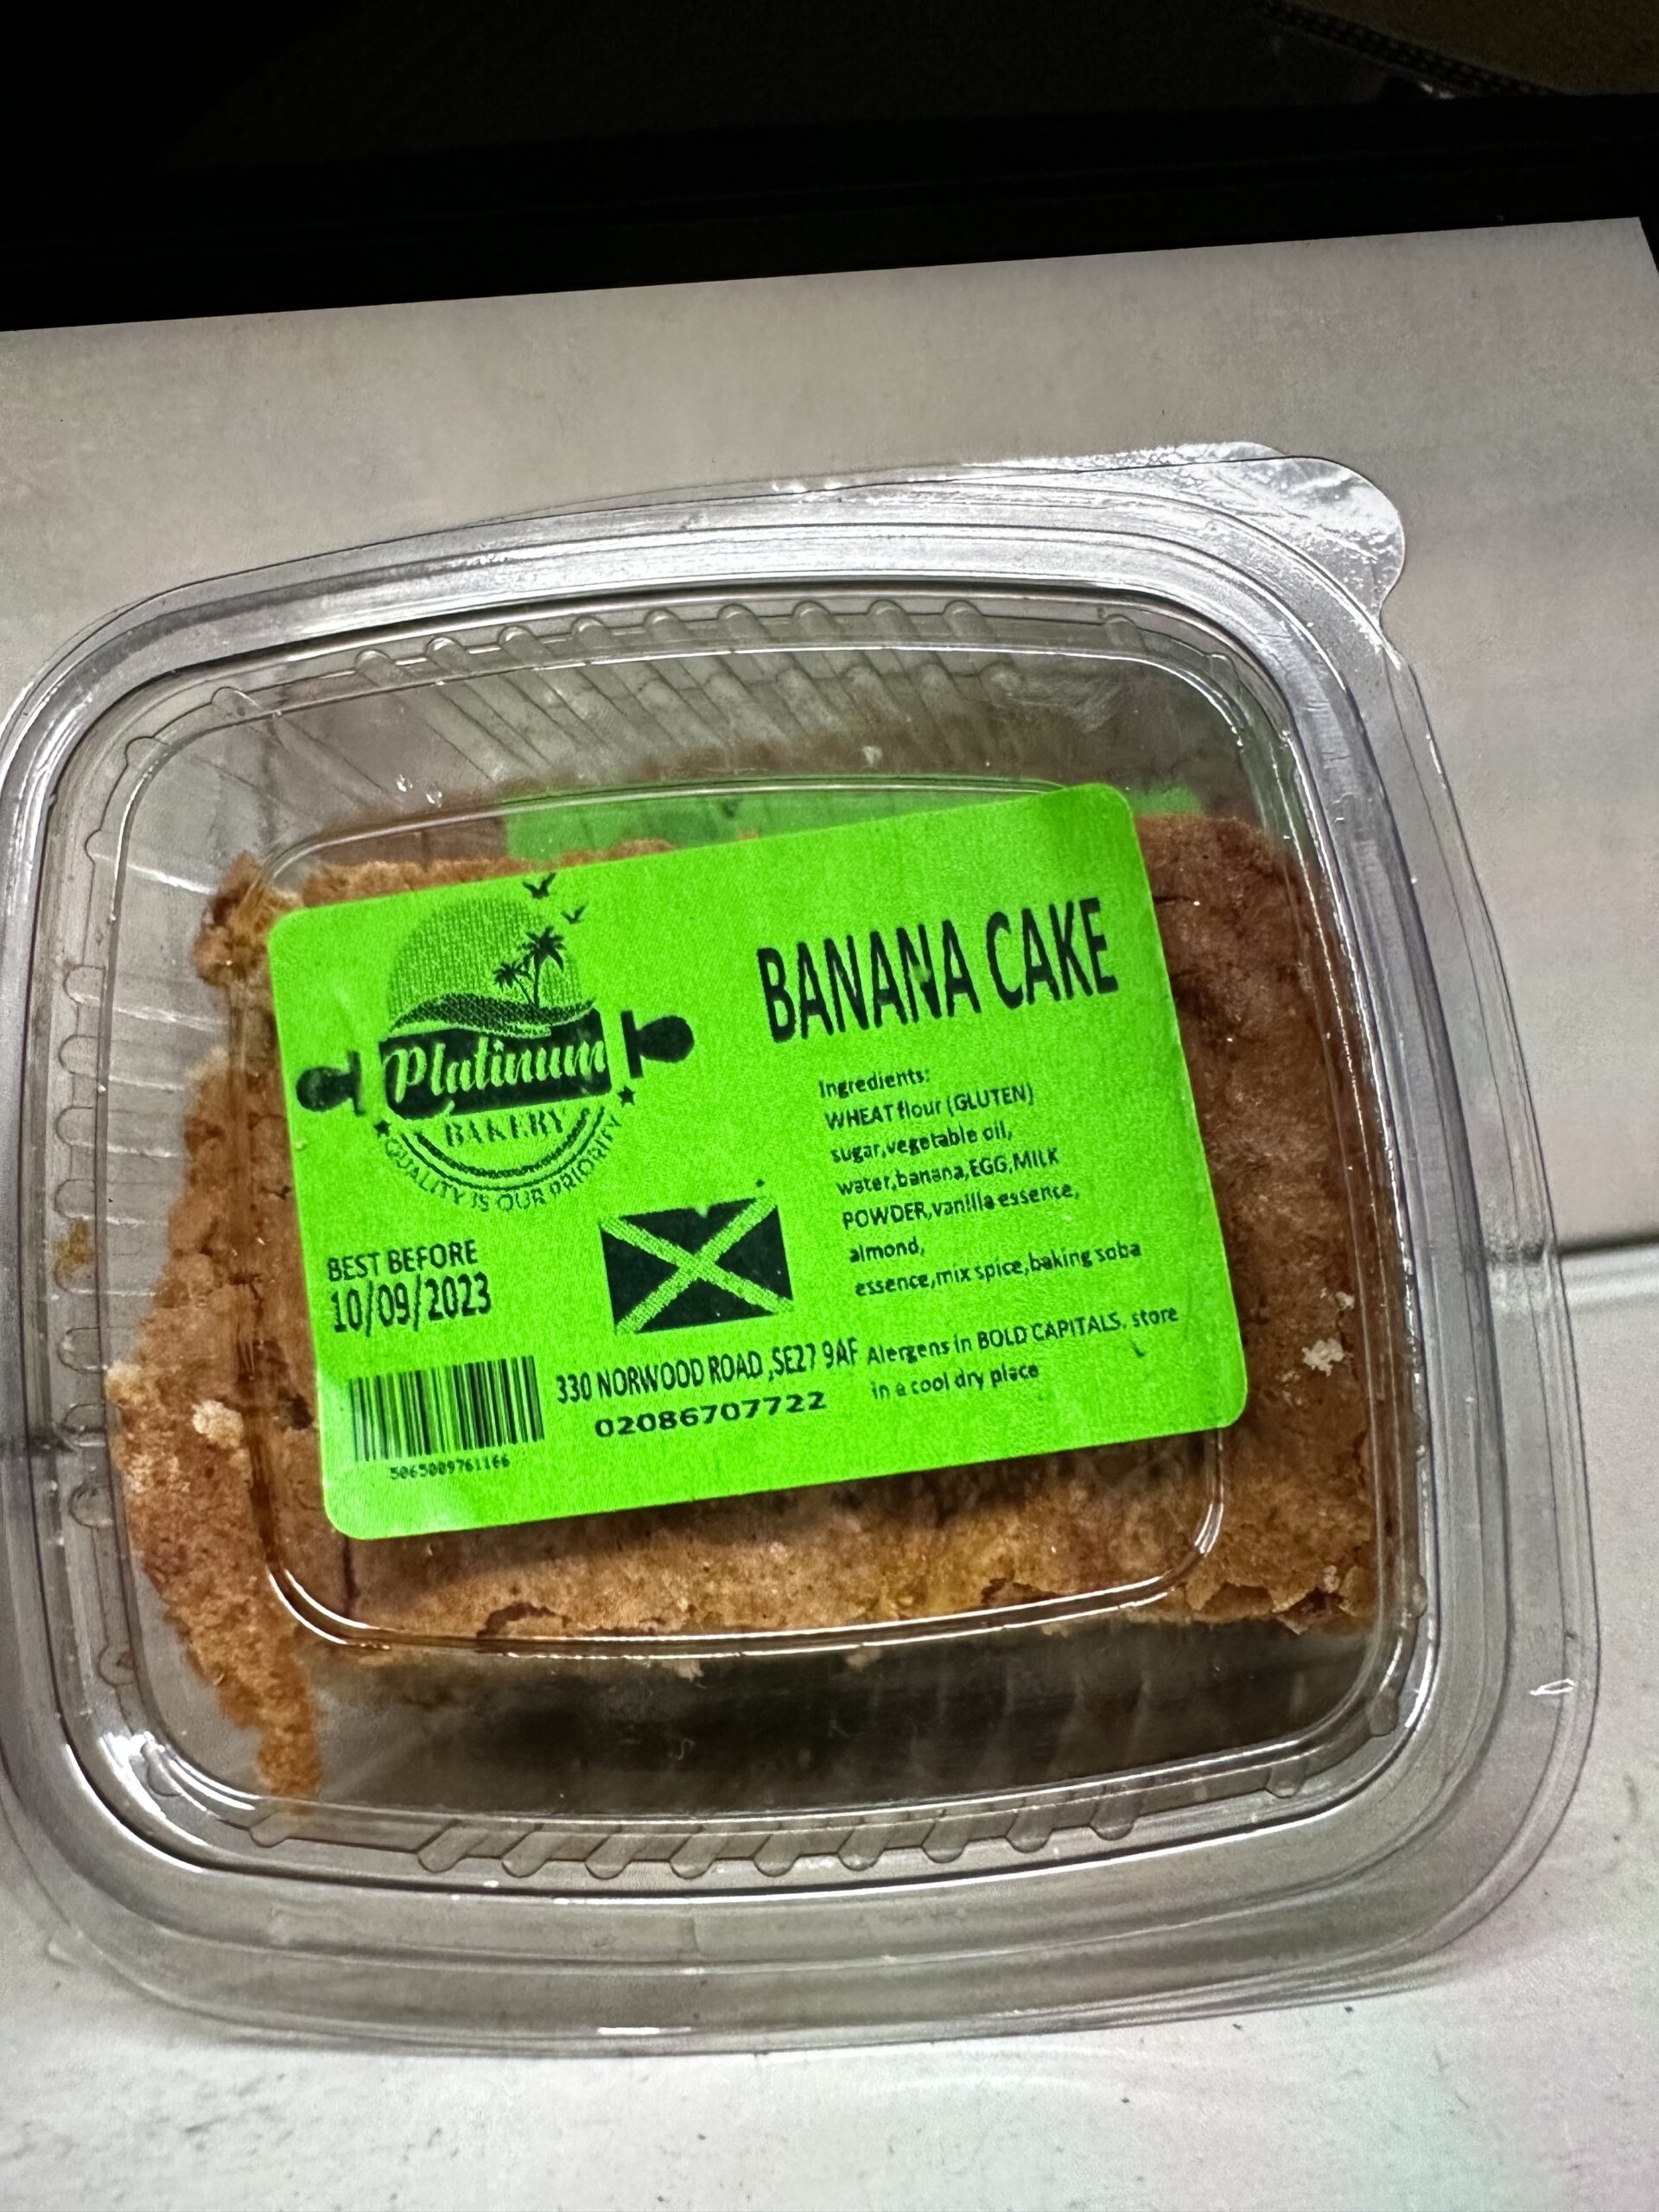 Platinum
BAKERY
QUALITY IS OUR PRIORITY
BANANA CAKE
Ingredients:
WHEAT flour (GLUTEN)
sugar,vegetable oil,
water,banana,EGG,MILK
POWDER,vanilla essence,
almond,
essence,mix spice,baking soba
Alergens in BOLD CAPITALS. store
in a cool dry place
BEST BEFORE
10/09/2023
330 NORWOOD ROAD ,SE27 9AF
02086707722
5065009761166